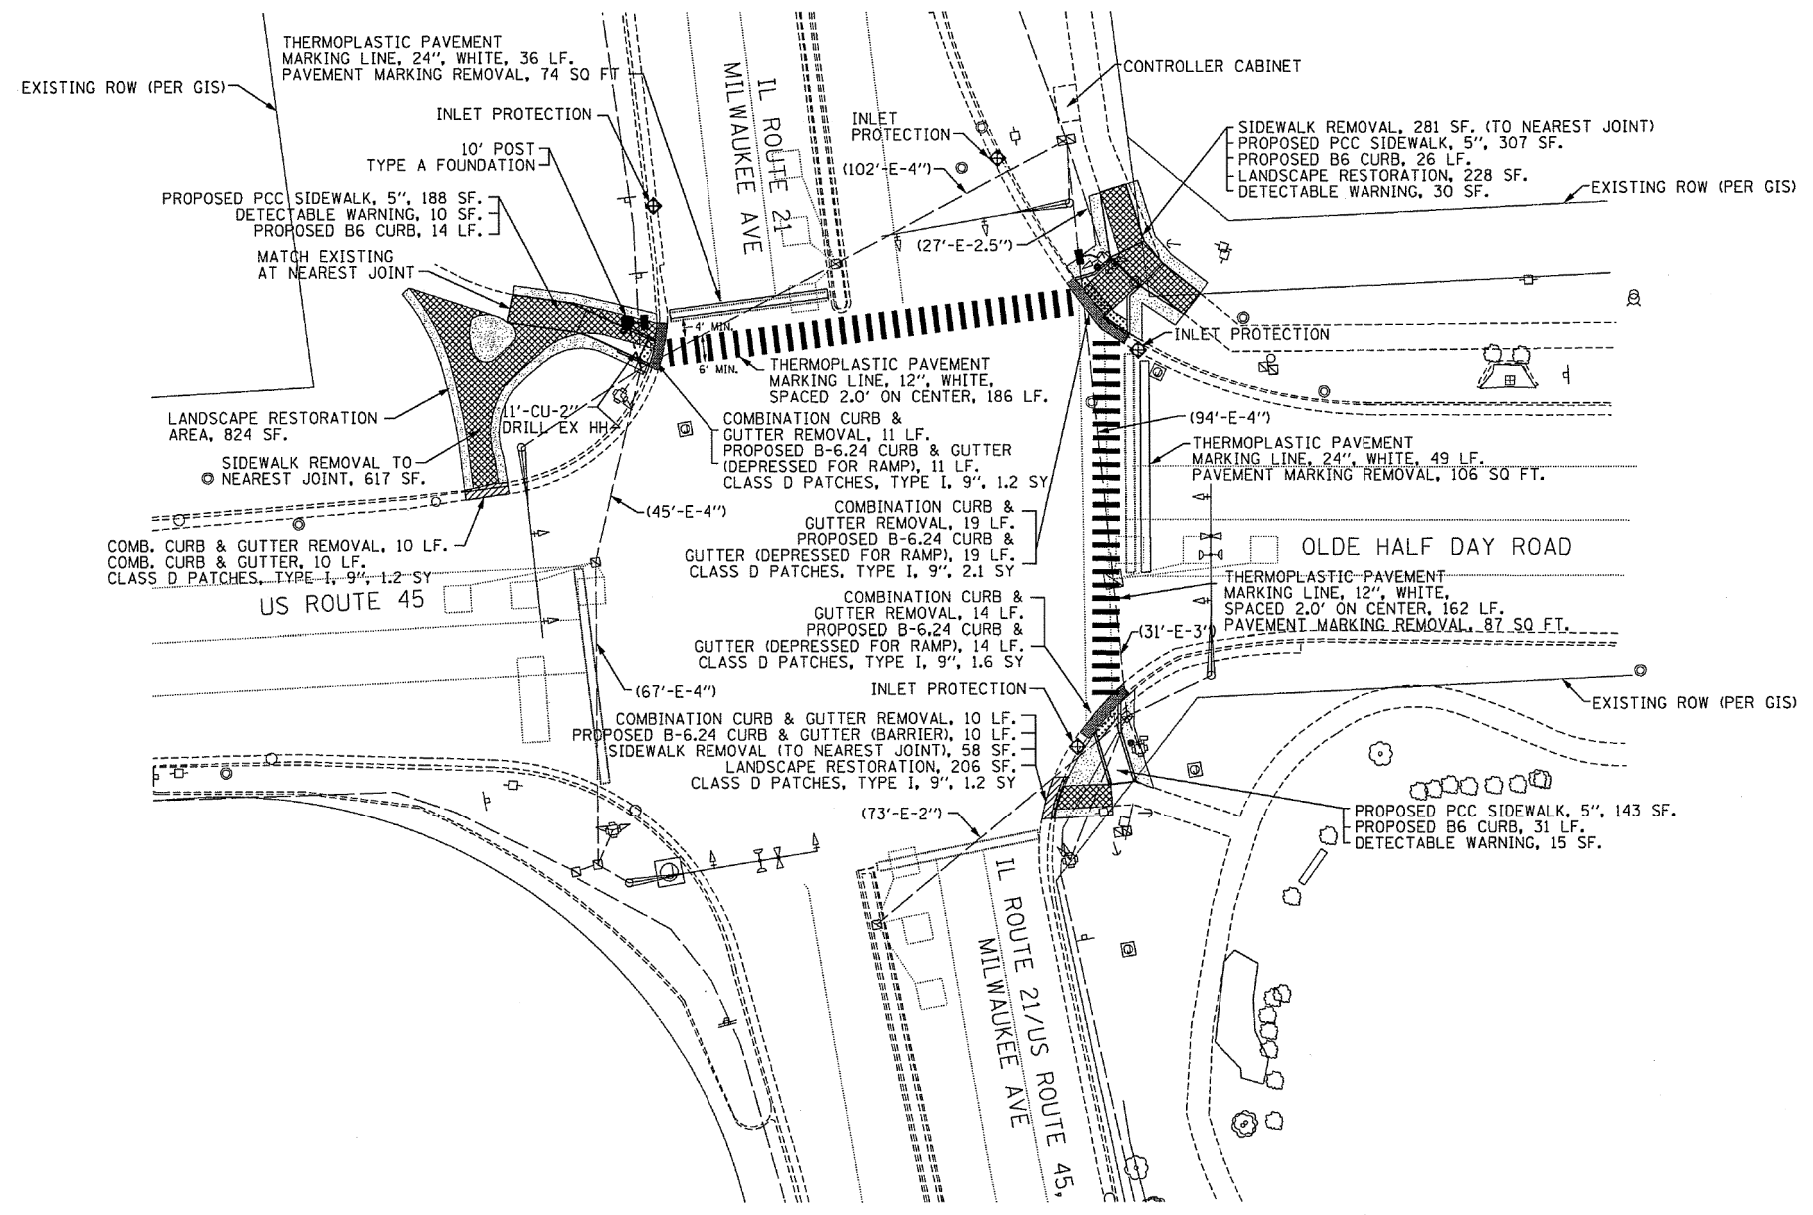 THERMOPLASTIC PAVEMENT
MARKING LINE, 24", WHITE, 36 LF.
PAVEMENT MARKING REMOVAL, 74 SQ FT
EXISTING ROW (PER GIS)
INLET PROTECTION
10' POST
TYPE A FOUNDATION
PROPOSED PCC SIDEWALK, 5", 188 SF.
DETECTABLE WARNING, 10 SF.
PROPOSED B6 CURB, 14 LF.
MATCH EXISTING
AT NEAREST JOINT
IL ROUTE 21
MILWAUKEE AVE
INLET
PROTECTION
(102'-E-4")
(27'-E-2.5")
CONTROLLER CABINET
SIDEWALK REMOVAL, 281 SF. (TO NEAREST JOINT)
PROPOSED PCC SIDEWALK, 5", 307 SF.
PROPOSED B6 CURB, 26 LF.
LANDSCAPE RESTORATION, 228 SF.
DETECTABLE WARNING, 30 SF.
EXISTING ROW (PER GIS)
INLET PROTECTION
4' MIN.
6' MIN.
THERMOPLASTIC PAVEMENT
MARKING LINE, 12", WHITE,
SPACED 2.0' ON CENTER, 186 LF.
LANDSCAPE RESTORATION
AREA, 824 SF.
11'-CU-2"
DRILL EX HH
SIDEWALK REMOVAL TO
NEAREST JOINT, 617 SF.
COMBINATION CURB &
GUTTER REMOVAL, 11 LF.
PROPOSED B-6.24 CURB & GUTTER
(DEPRESSED FOR RAMP), 11 LF.
CLASS D PATCHES, TYPE I, 9", 1.2 SY
(94'-E-4")
THERMOPLASTIC PAVEMENT
MARKING LINE, 24", WHITE, 49 LF.
PAVEMENT MARKING REMOVAL, 106 SQ FT.
(45'-E-4")
COMB. CURB & GUTTER REMOVAL, 10 LF.
COMB. CURB & GUTTER, 10 LF.
CLASS D PATCHES, TYPE I, 9", 1.2 SY
US ROUTE 45
COMBINATION CURB &
GUTTER REMOVAL, 19 LF.
PROPOSED B-6.24 CURB &
GUTTER (DEPRESSED FOR RAMP), 19 LF.
CLASS D PATCHES, TYPE I, 9", 2.1 SY
OLDE HALF DAY ROAD
THERMOPLASTIC PAVEMENT
MARKING LINE, 12", WHITE,
SPACED 2.0' ON CENTER, 162 LF.
PAVEMENT MARKING REMOVAL, 87 SQ FT.
COMBINATION CURB &
GUTTER REMOVAL, 14 LF.
PROPOSED B-6.24 CURB &
GUTTER (DEPRESSED FOR RAMP), 14 LF.
CLASS D PATCHES, TYPE I, 9", 1.6 SY
(31'-E-3")
(67'-E-4")
INLET PROTECTION
EXISTING ROW (PER GIS)
COMBINATION CURB & GUTTER REMOVAL, 10 LF.
PROPOSED B-6.24 CURB & GUTTER (BARRIER), 10 LF.
SIDEWALK REMOVAL (TO NEAREST JOINT), 58 SF.
LANDSCAPE RESTORATION, 206 SF.
CLASS D PATCHES, TYPE I, 9", 1.2 SY
(73'-E-2")
PROPOSED PCC SIDEWALK, 5", 143 SF.
PROPOSED B6 CURB, 31 LF.
DETECTABLE WARNING, 15 SF.
IL ROUTE 21/US ROUTE 45,
MILWAUKEE AVE